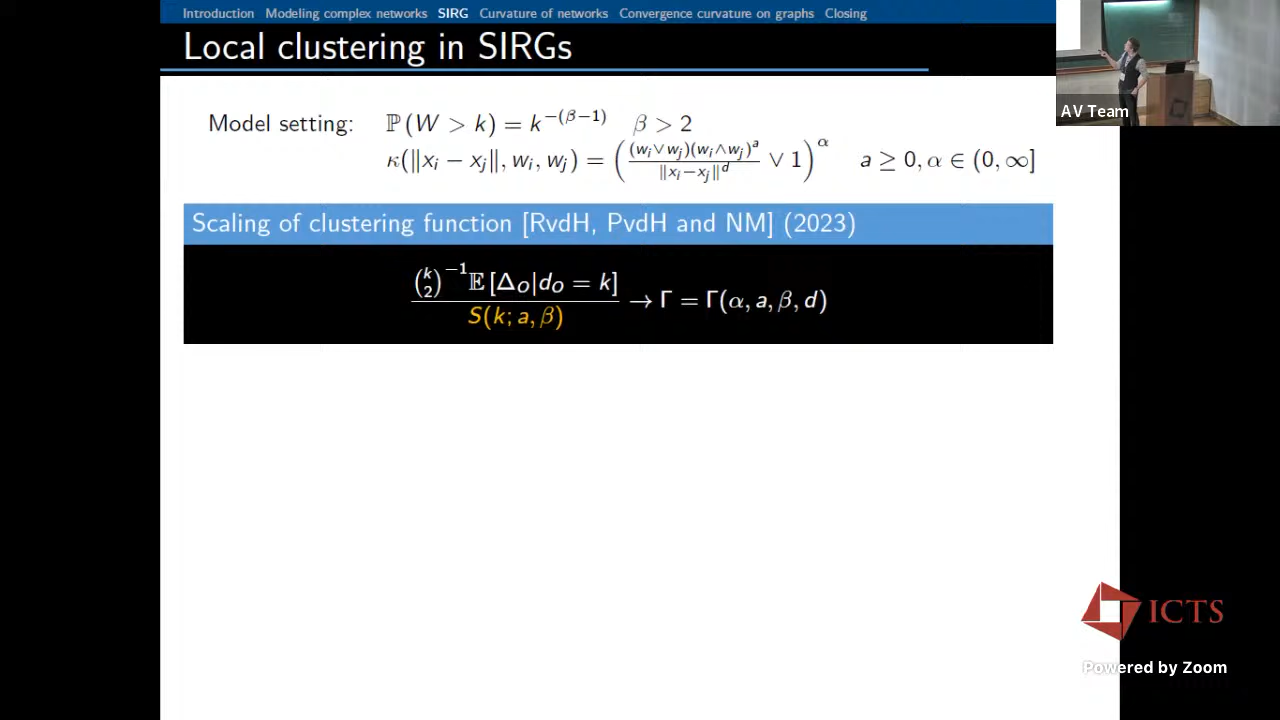 Introduction Modeling complex networks SIRG Curvature of networks Convergence curvature on graphs Closing
Local clustering in SIRGs
AV Team
Model setting: ℙ(W > k) = k^{−(β−1)} β > 2
κ(‖x_i − x_j‖, w_i, w_j) = ( (w_i∨w_j)(w_i∧w_j)^a / ‖x_i−x_j‖^d ∨ 1 )^α a ≥ 0, α ∈ (0, ∞]
Scaling of clustering function [RvdH, PvdH and NM] (2023)
\binom{k}{2}^{−1} 𝔼[Δ_O|d_O = k] / S(k; a, β) → Γ = Γ(α, a, β, d)
ICTS
Powered by Zoom